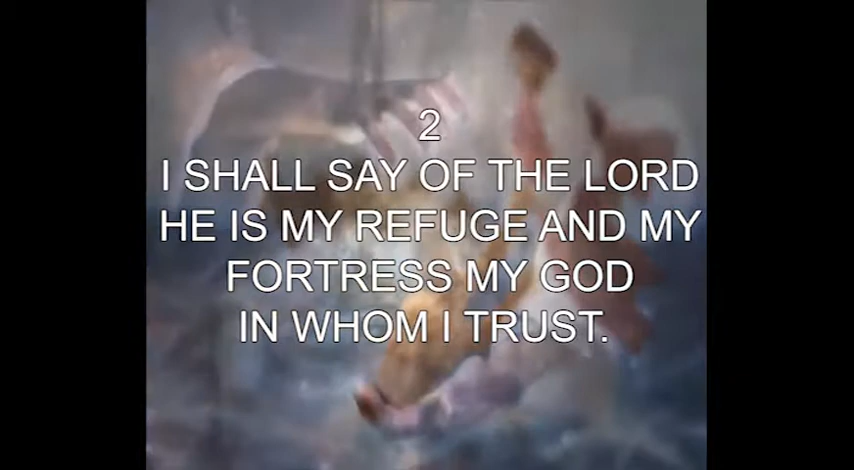 2
I SHALL SAY OF THE LORD
HE IS MY REFUGE AND MY
FORTRESS MY GOD
IN WHOM I TRUST.